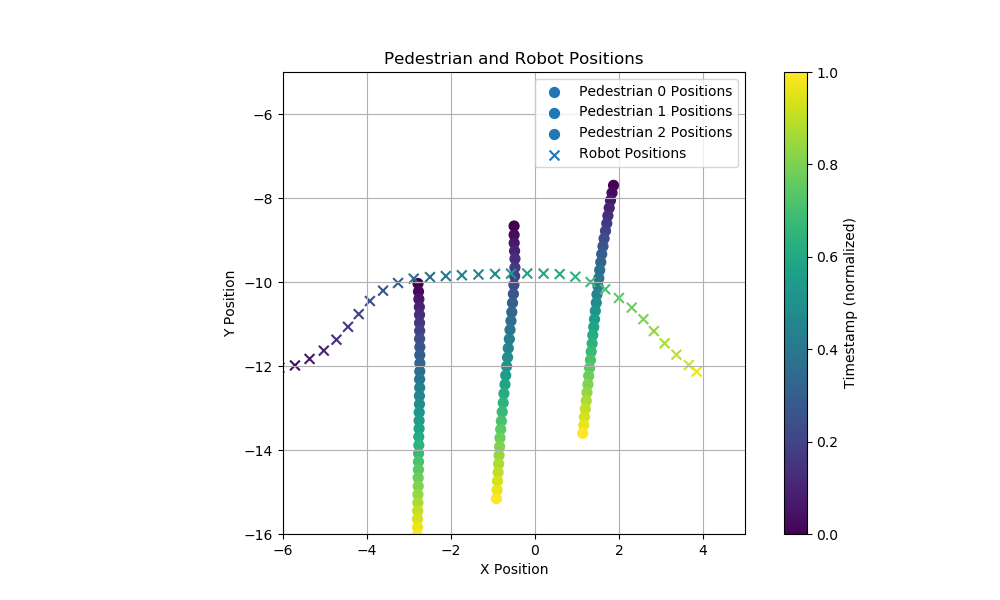 Pedestrian and Robot Positions
Pedestrian 0 Positions
Pedestrian 1 Positions
Pedestrian 2 Positions
Robot Positions
Y Position
−6
−8
−10
−12
−14
−16
−6
−4
−2
0
2
4
X Position
1.0
0.8
0.6
0.4
0.2
0.0
Timestamp (normalized)